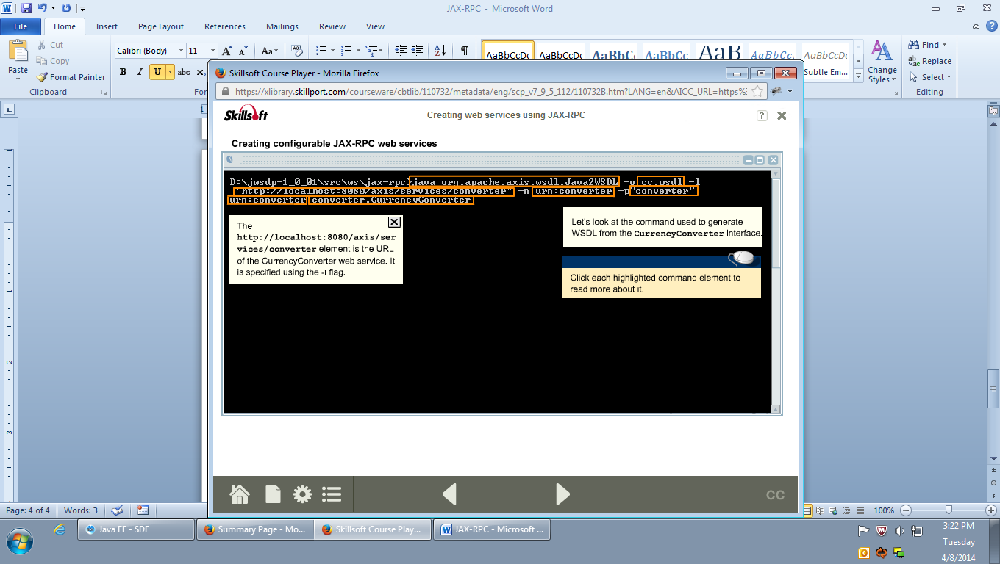 JAX-RPC - Microsoft Word
File Home Insert Page Layout References Mailings Review View
Paste
Cut
Copy
Format Painter
Clipboard
Calibri (Body) 11
B I U abc
AaBbCcDc AaBbCcDc AaBbCc AaBbCc AaB AaBbCc. AaBbCcDc
Subtle Em...
Change Styles
Find
Replace
Select
Editing
Skillsoft Course Player - Mozilla Firefox
https://xlibrary.skillport.com/courseware/cbtlib/110732/metadata/eng/scp_v7_9_5_112/110732B.htm?LANG=en&AICC_URL=https%
Skillsoft
Creating web services using JAX-RPC
?
Creating configurable JAX-RPC web services
D:\jwsdp-1_0_01\src\ws\jax-rpc>java org.apache.axis.wsdl.Java2WSDL -o cc.wsdl -l
"http://localhost:8080/axis/services/converter" -n urn:converter -p"converter"
urn:converter converter.CurrencyConverter
The
http://localhost:8080/axis/ser
vices/converter element is the URL
of the CurrencyConverter web service. It
is specified using the -l flag.
Let's look at the command used to generate
WSDL from the CurrencyConverter interface.
Click each highlighted command element to
read more about it.
CC
Page: 4 of 4 Words: 3
100%
Java EE - SDE
Summary Page - Mo...
Skillsoft Course Play...
JAX-RPC - Microsoft ...
3:22 PM
Tuesday
4/8/2014